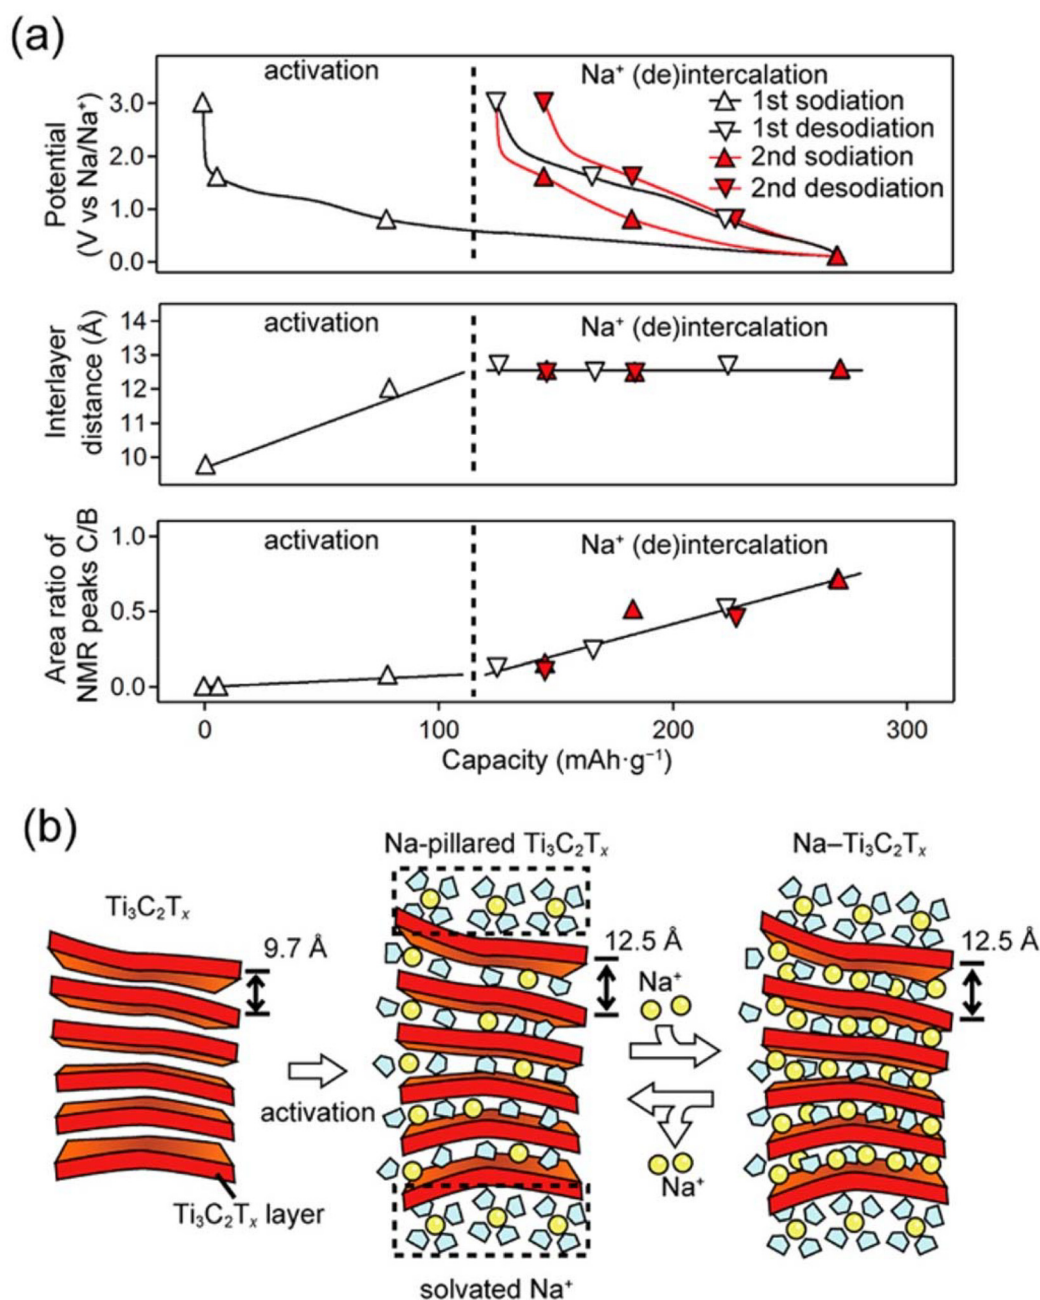 (a)
activation
Na⁺ (de)intercalation
1st sodiation
1st desodiation
2nd sodiation
2nd desodiation
Potential
(V vs Na/Na⁺)
3.0
2.0
1.0
0.0
activation
Na⁺ (de)intercalation
Interlayer
distance (Å)
14
13
12
11
10
activation
Na⁺ (de)intercalation
Area ratio of
NMR peaks C/B
1.0
0.5
0.0
0
100
200
300
Capacity (mAh·g⁻¹)
(b)
Ti₃C₂Tₓ
9.7 Å
Ti₃C₂Tₓ layer
activation
Na-pillared Ti₃C₂Tₓ
12.5 Å
solvated Na⁺
Na⁺
Na⁺
Na–Ti₃C₂Tₓ
12.5 Å